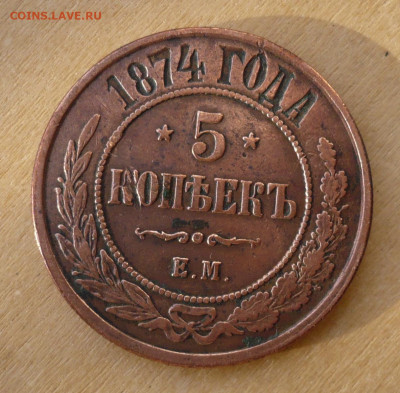 COINS.LAVE.RU
1874 ГОДА
5
КОПѢЕКЪ
Е.М.